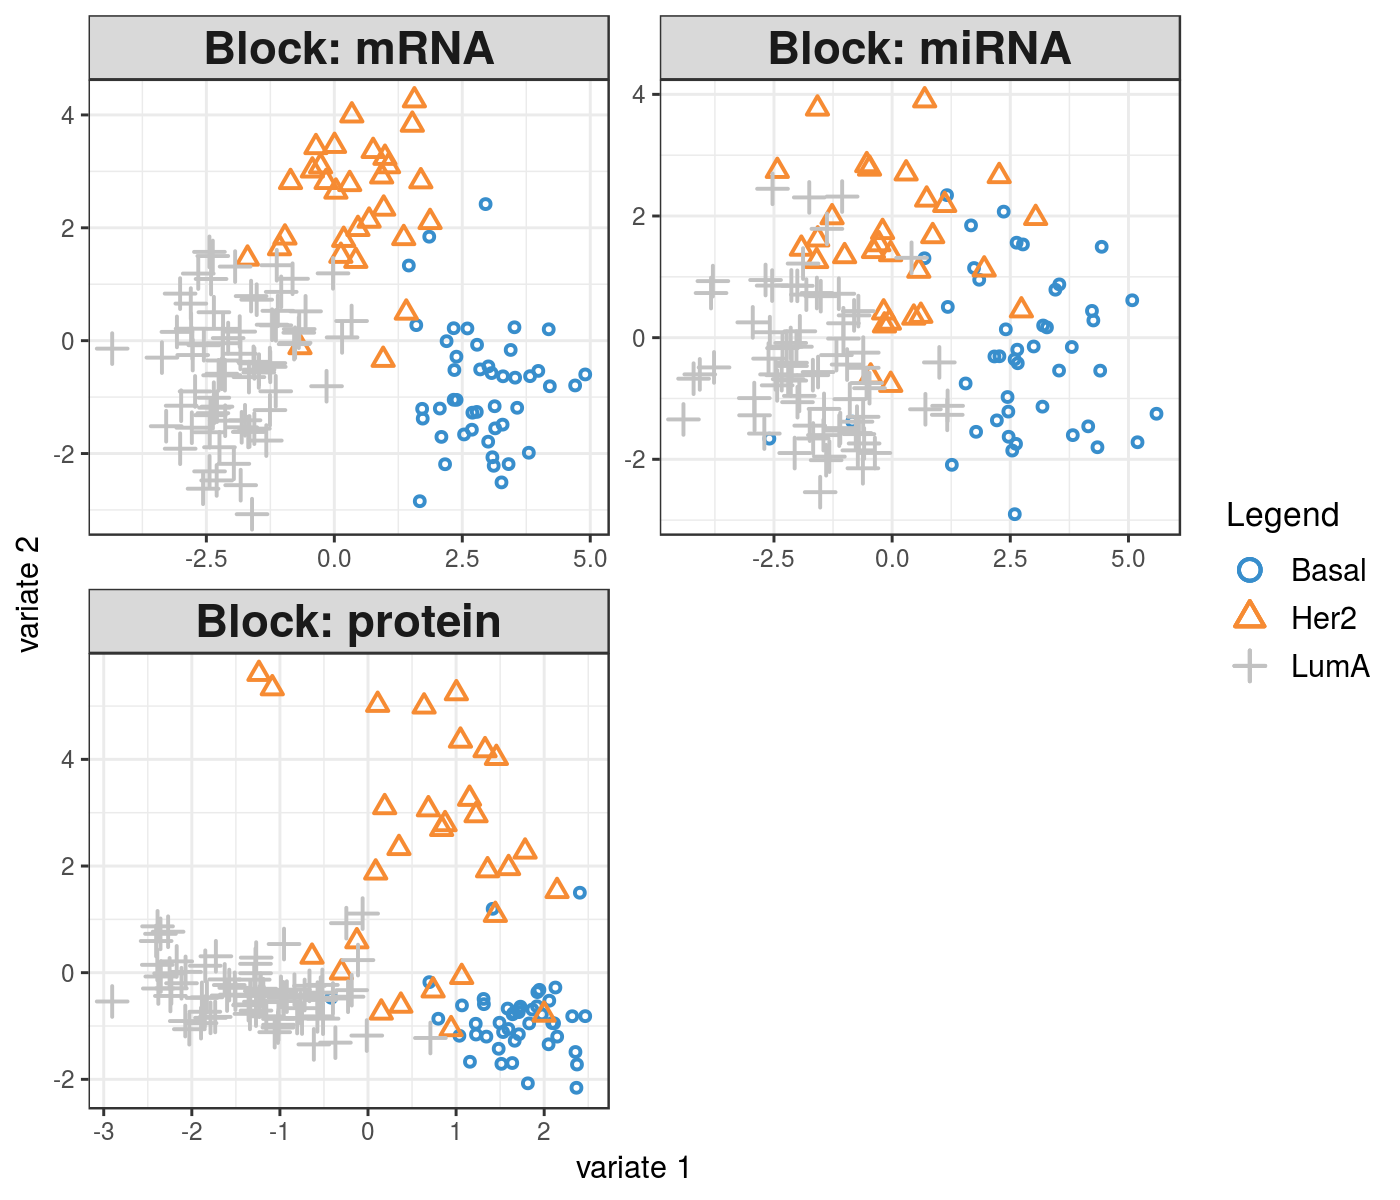 Block: mRNA
Block: miRNA
4
2
0
-2
-2.5 0.0 2.5 5.0
4
2
0
-2
-2.5 0.0 2.5 5.0
Block: protein
4
2
0
-2
-3 -2 -1 0 1 2
variate 1
variate 2
Legend
Basal
Her2
LumA